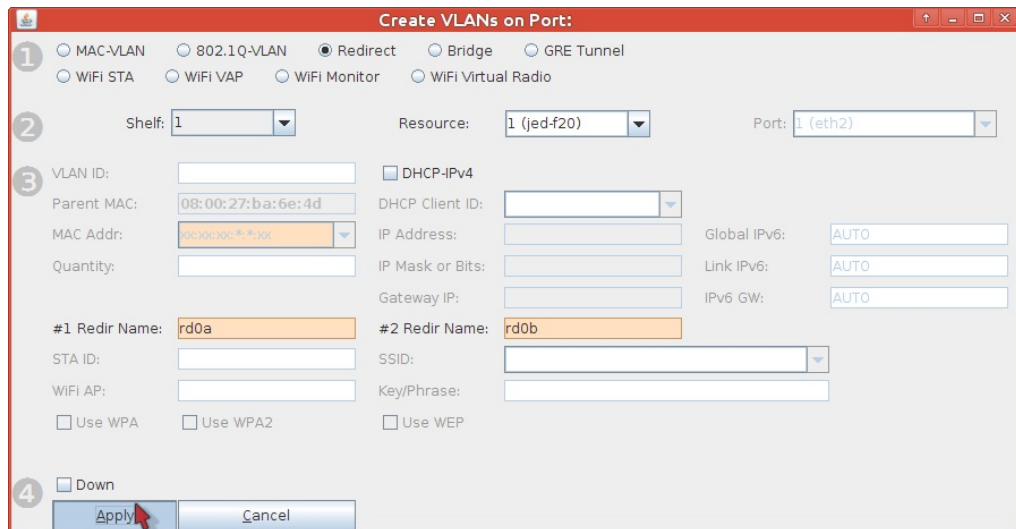 Create VLANs on Port:
1
MAC-VLAN 802.1Q-VLAN Redirect Bridge GRE Tunnel
WiFi STA WiFi VAP WiFi Monitor WiFi Virtual Radio
2
Shelf: 1 Resource: 1 (jed-f20) Port: 1 (eth2)
3
VLAN ID: DHCP-IPv4
Parent MAC: 08:00:27:ba:6e:4d DHCP Client ID:
MAC Addr: xx:xx:xx:*:*:xx IP Address: Global IPv6: AUTO
Quantity: IP Mask or Bits: Link IPv6: AUTO
Gateway IP: IPv6 GW: AUTO
#1 Redir Name: rd0a #2 Redir Name: rd0b
STA ID: SSID:
WiFi AP: Key/Phrase:
Use WPA Use WPA2 Use WEP
4
Down
Apply Cancel